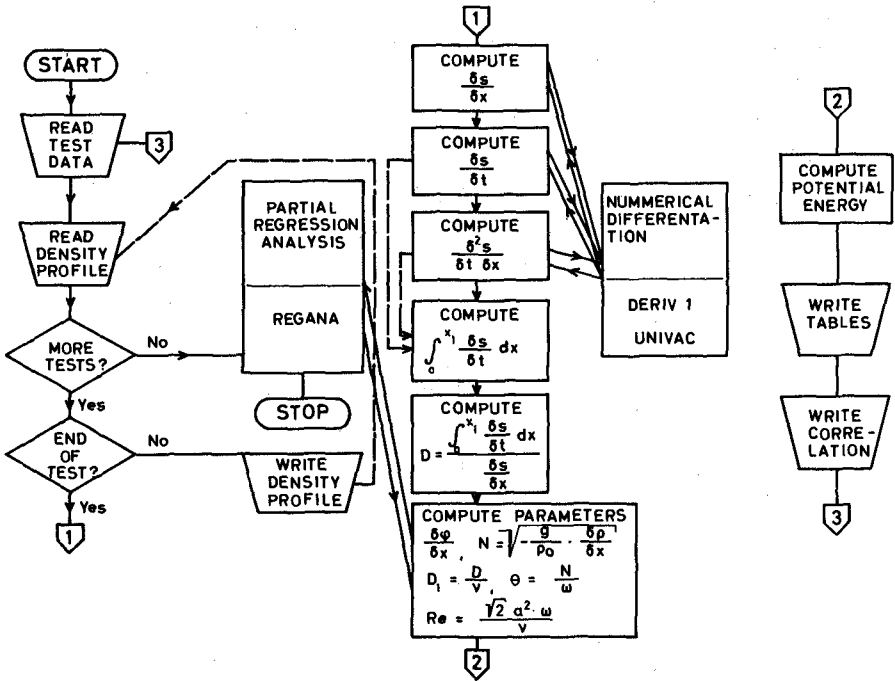 START
READ
TEST
DATA
3
READ
DENSITY
PROFILE
MORE
TESTS?
No
Yes
END
OF
TEST?
No
Yes
1
PARTIAL
REGRESSION
ANALYSIS
REGANA
STOP
WRITE
DENSITY
PROFILE
1
COMPUTE
δs
δx
COMPUTE
δs
δt
COMPUTE
δ²s
δt δx
COMPUTE
∫ₒ^x₁ δs/δt dx
COMPUTE
D = ∫ₒ^x₁ δs/δt dx / δs/δx
COMPUTE PARAMETERS
δφ/δx, N = √(-g/ρ₀ · δρ/δx)
D₁ = D/ν, θ = N/ω
Re = √2 a² · ω / ν
2
NUMMERICAL
DIFFERENTA-
TION
DERIV 1
UNIVAC
2
COMPUTE
POTENTIAL
ENERGY
WRITE
TABLES
WRITE
CORRE-
LATION
3